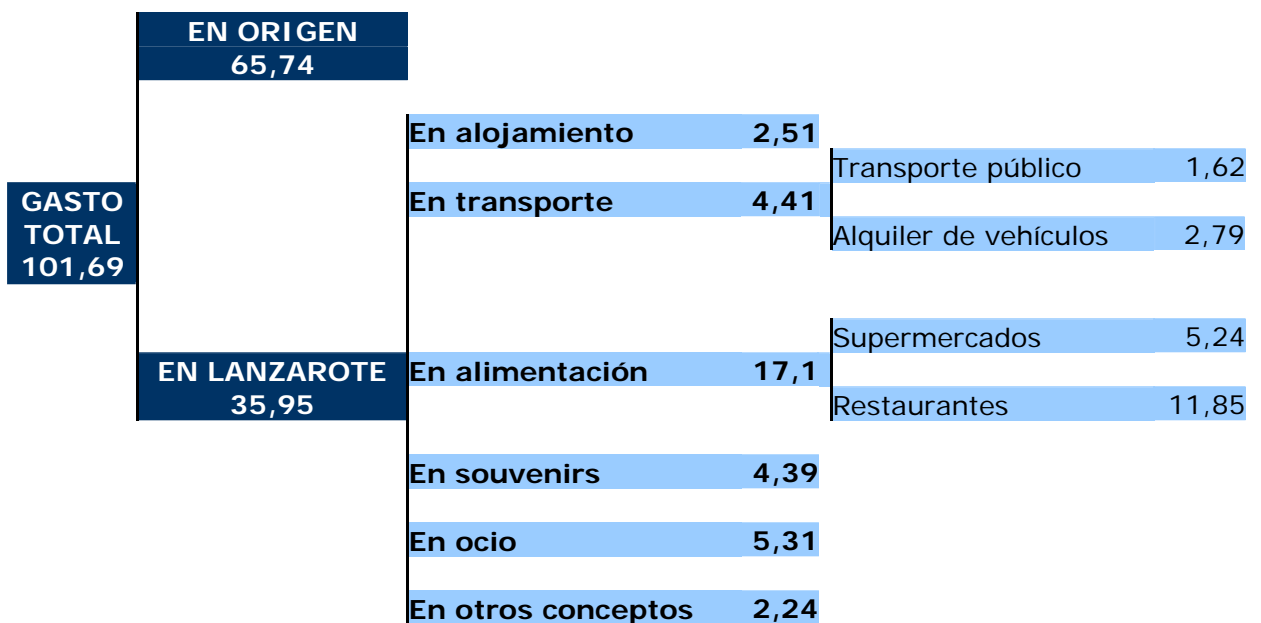 EN ORIGEN
65,74
En alojamiento 2,51
Transporte público 1,62
GASTO
TOTAL
101,69
En transporte 4,41
Alquiler de vehículos 2,79
Supermercados 5,24
EN LANZAROTE
35,95
En alimentación 17,1
Restaurantes 11,85
En souvenirs 4,39
En ocio 5,31
En otros conceptos 2,24